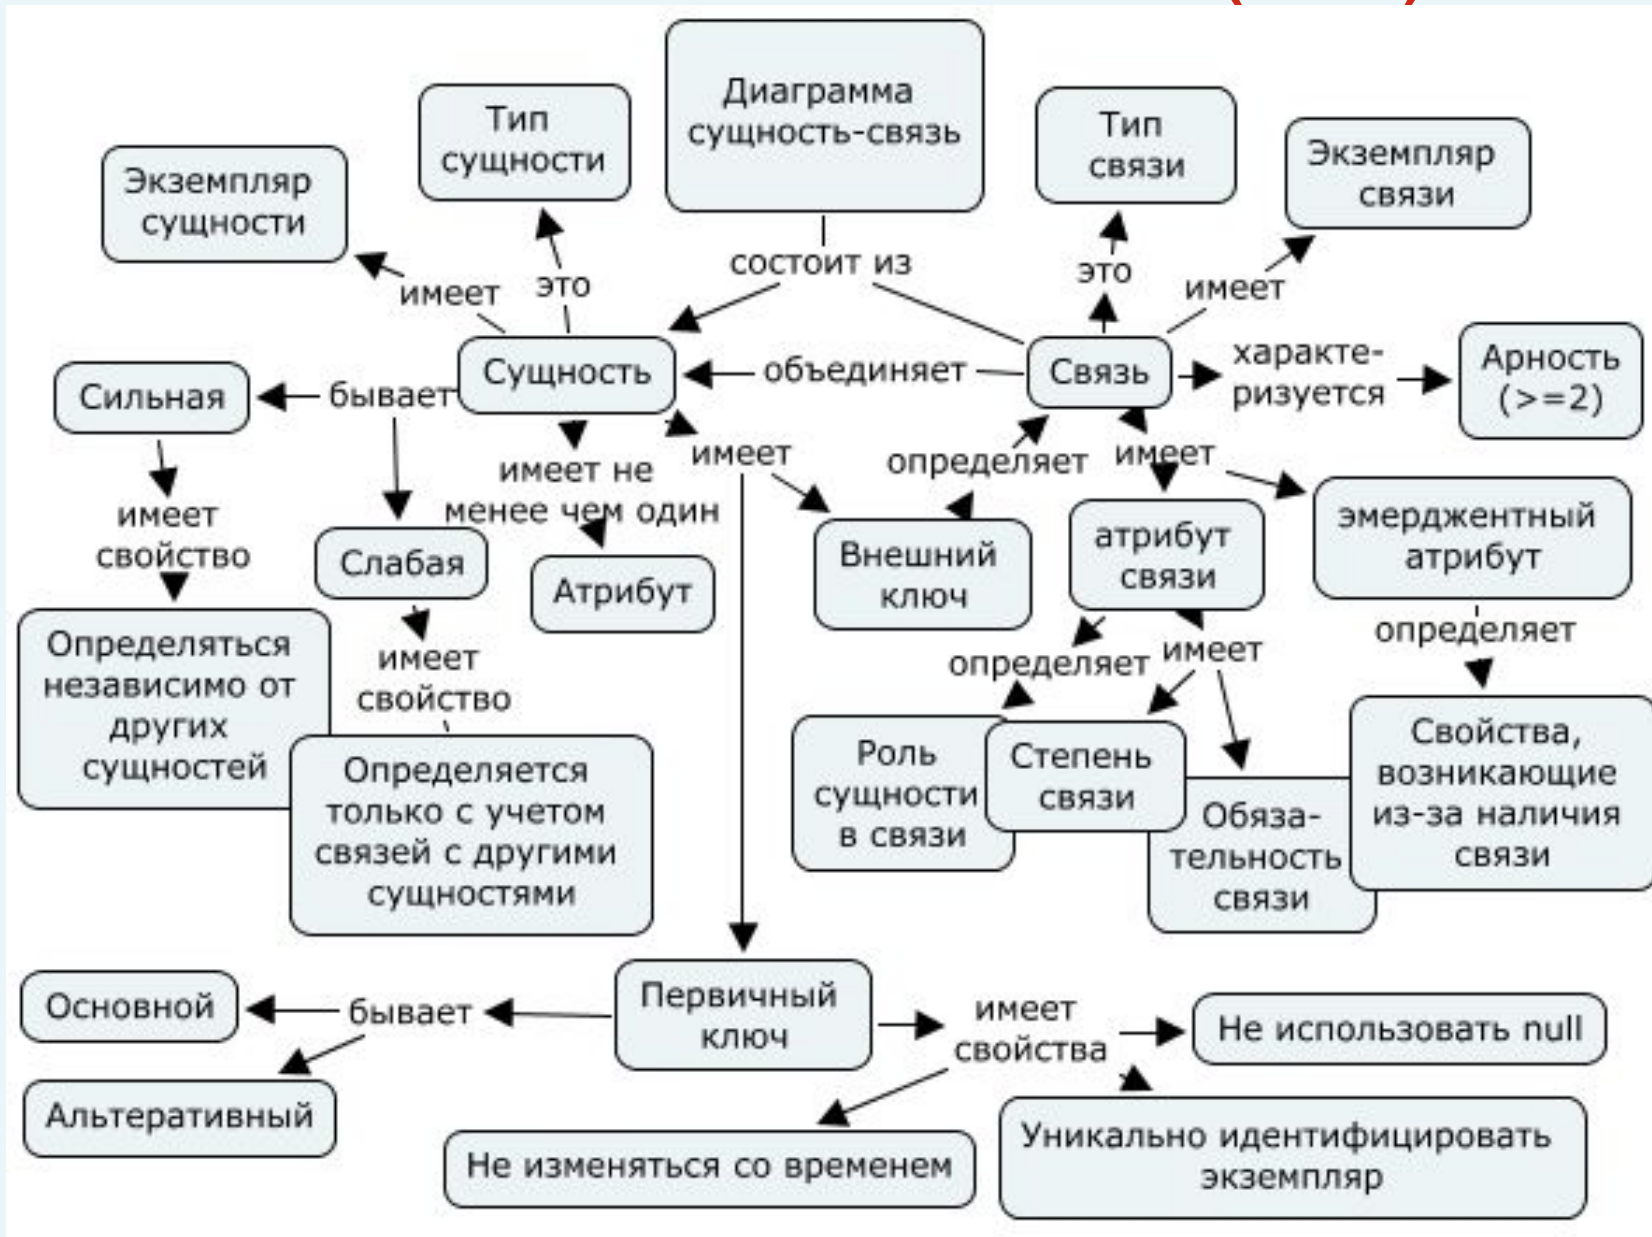 Диаграмма
сущность-связь
Тип
сущности
Тип
связи
Экземпляр
сущности
Экземпляр
связи
состоит из
имеет
это
это
имеет
Сущность
объединяет
Связь
характе-
ризуется
Арность
(>=2)
Сильная
бывает
имеет не
менее чем один
имеет
определяет
имеет
имеет
свойство
Слабая
Атрибут
Внешний
ключ
атрибут
связи
эмерджентный
атрибут
Определяться
независимо от
других
сущностей
имеет
свойство
определяет
имеет
определяет
Определяется
только с учетом
связей с другими
сущностями
Роль
сущности
в связи
Степень
связи
Обяза-
тельность
связи
Свойства,
возникающие
из-за наличия
связи
Основной
бывает
Первичный
ключ
имеет
свойства
Не использовать null
Альтеративный
Не изменяться со временем
Уникально идентифицировать
экземпляр